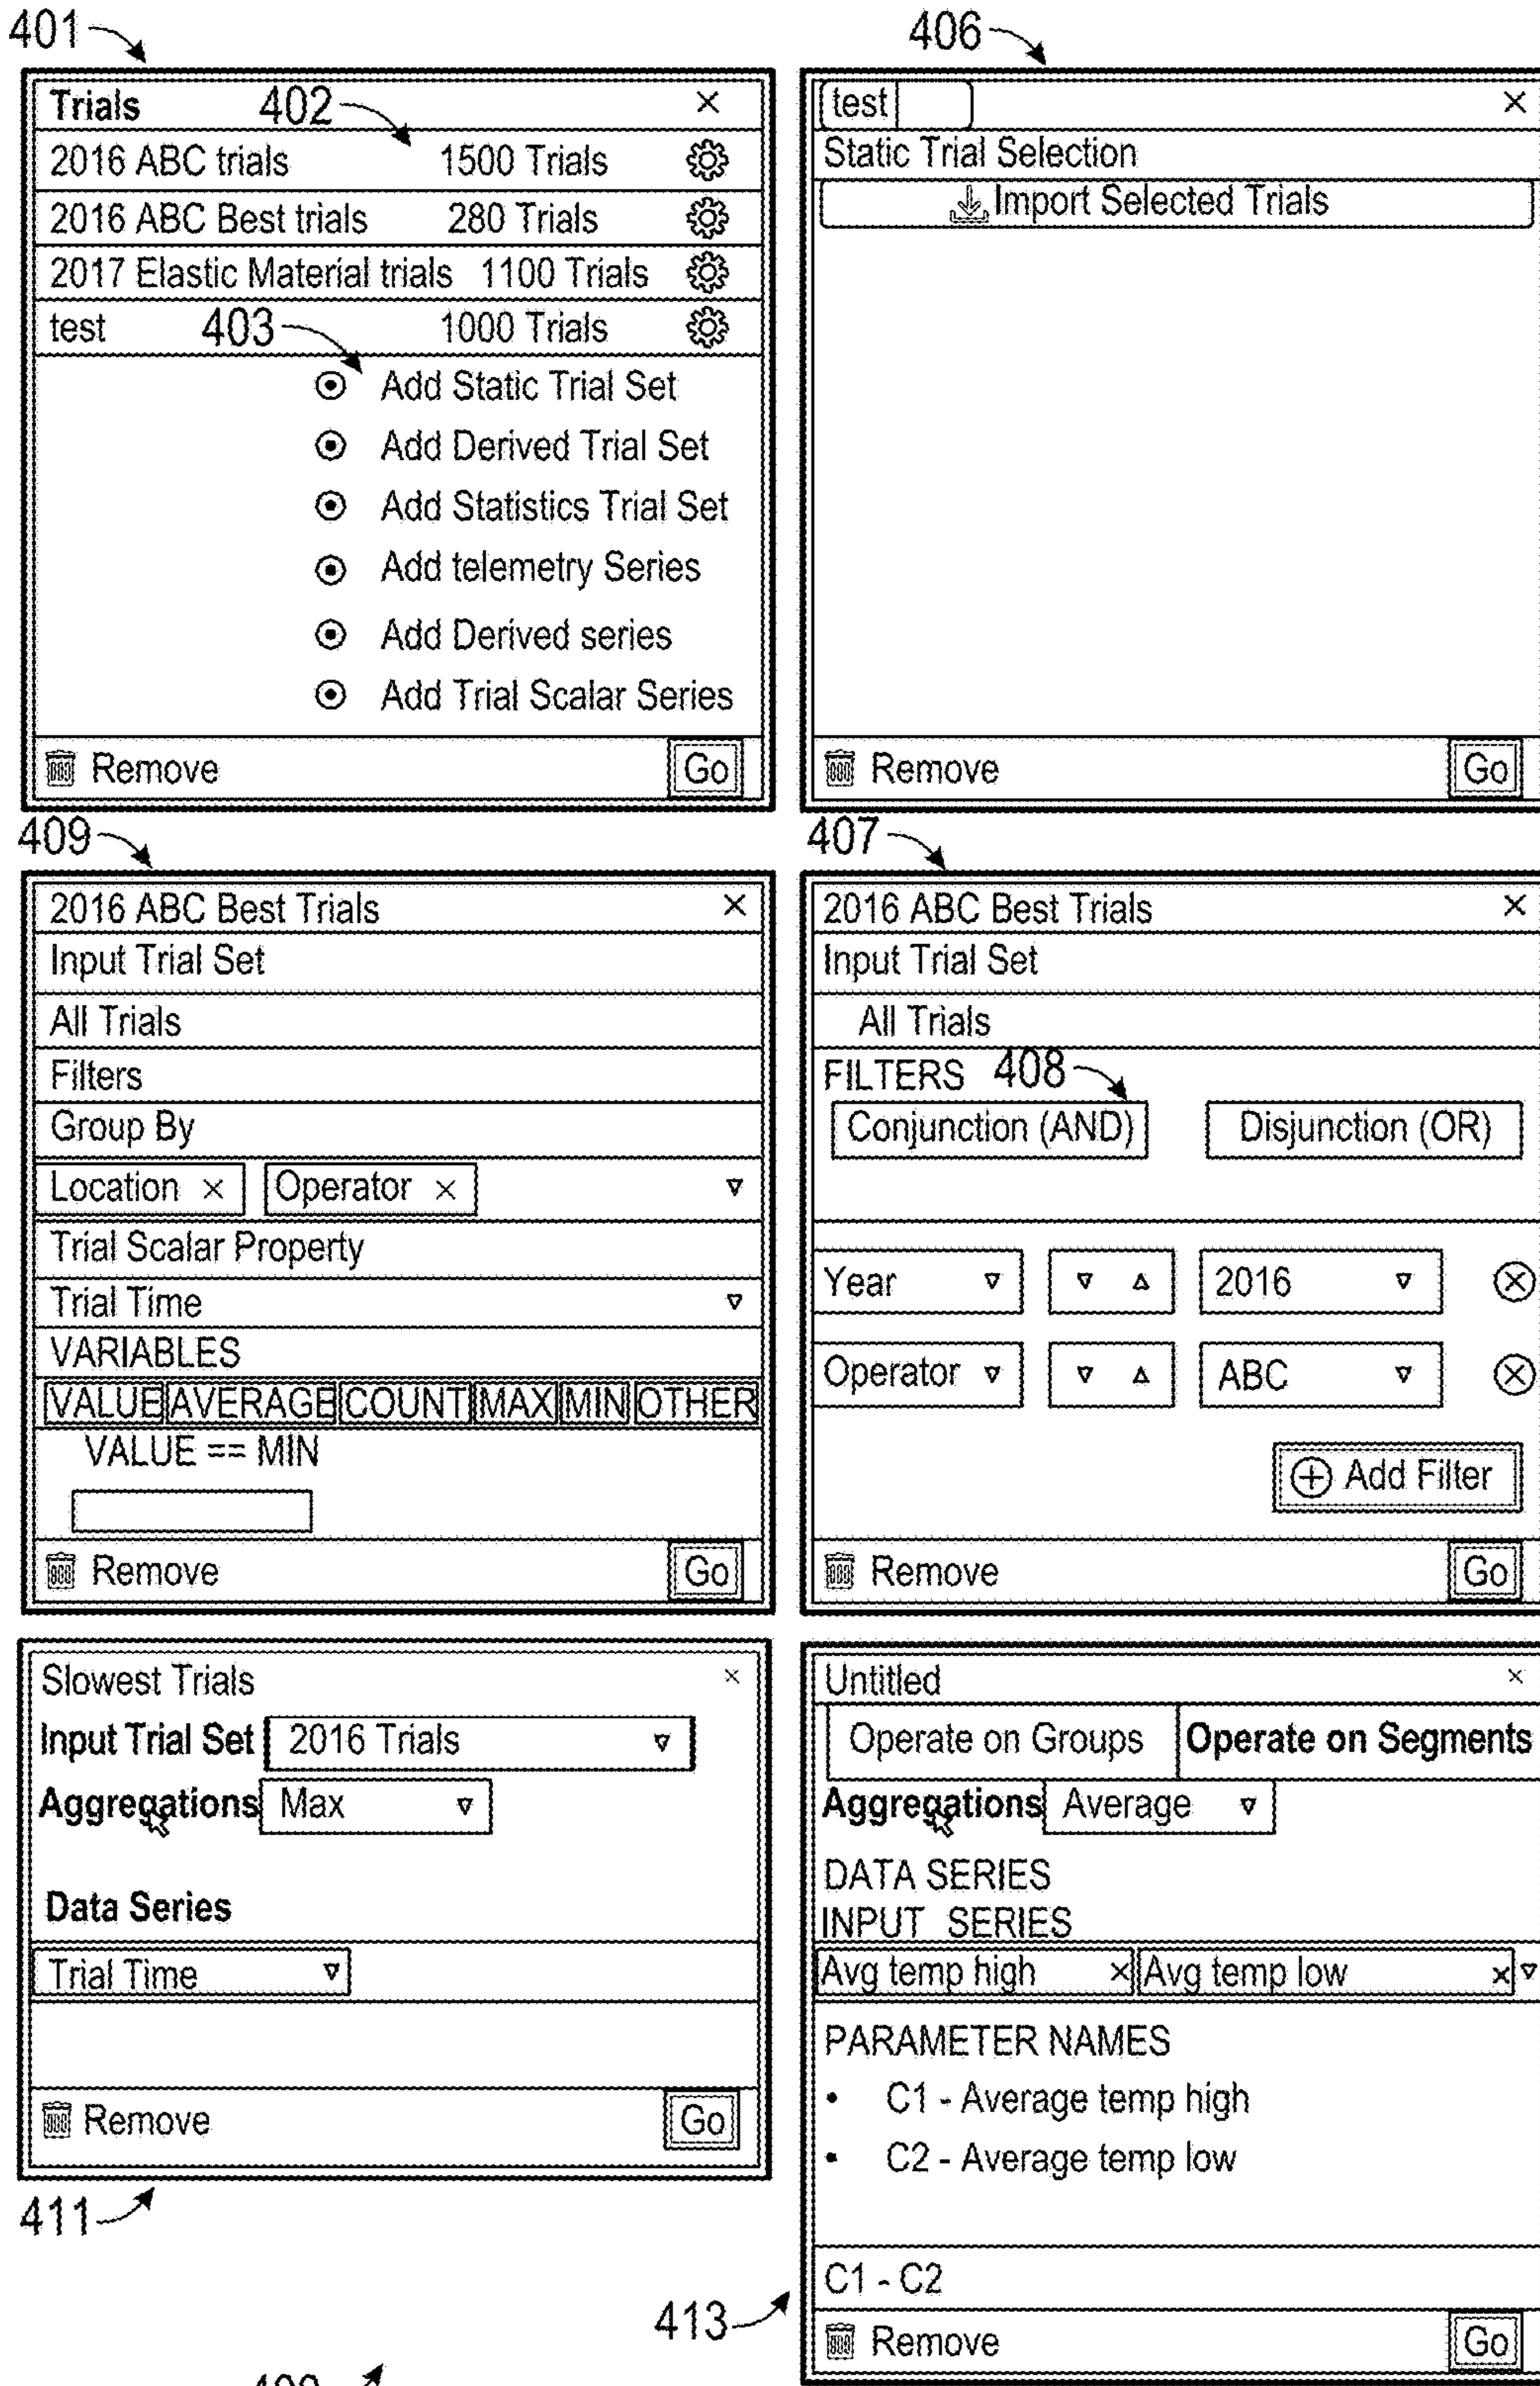 401
Trials
402
2016 ABC trials 1500 Trials
2016 ABC Best trials 280 Trials
2017 Elastic Material trials 1100 Trials
test 403 1000 Trials
Add Static Trial Set
Add Derived Trial Set
Add Statistics Trial Set
Add telemetry Series
Add Derived series
Add Trial Scalar Series
Remove Go
406
test
Static Trial Selection
Import Selected Trials
Remove Go
409
2016 ABC Best Trials
Input Trial Set
All Trials
Filters
Group By
Location × Operator ×
Trial Scalar Property
Trial Time
VARIABLES
VALUE AVERAGE COUNT MAX MIN OTHER
VALUE == MIN
Remove Go
407
2016 ABC Best Trials
Input Trial Set
All Trials
FILTERS 408
Conjunction (AND) Disjunction (OR)
Year 2016
Operator ABC
Add Filter
Remove Go
Slowest Trials
Input Trial Set 2016 Trials
Aggregations Max
Data Series
Trial Time
Remove Go
411
Untitled
Operate on Groups Operate on Segments
Aggregations Average
DATA SERIES
INPUT SERIES
Avg temp high × Avg temp low ×
PARAMETER NAMES
• C1 - Average temp high
• C2 - Average temp low
C1 - C2
413
Remove Go